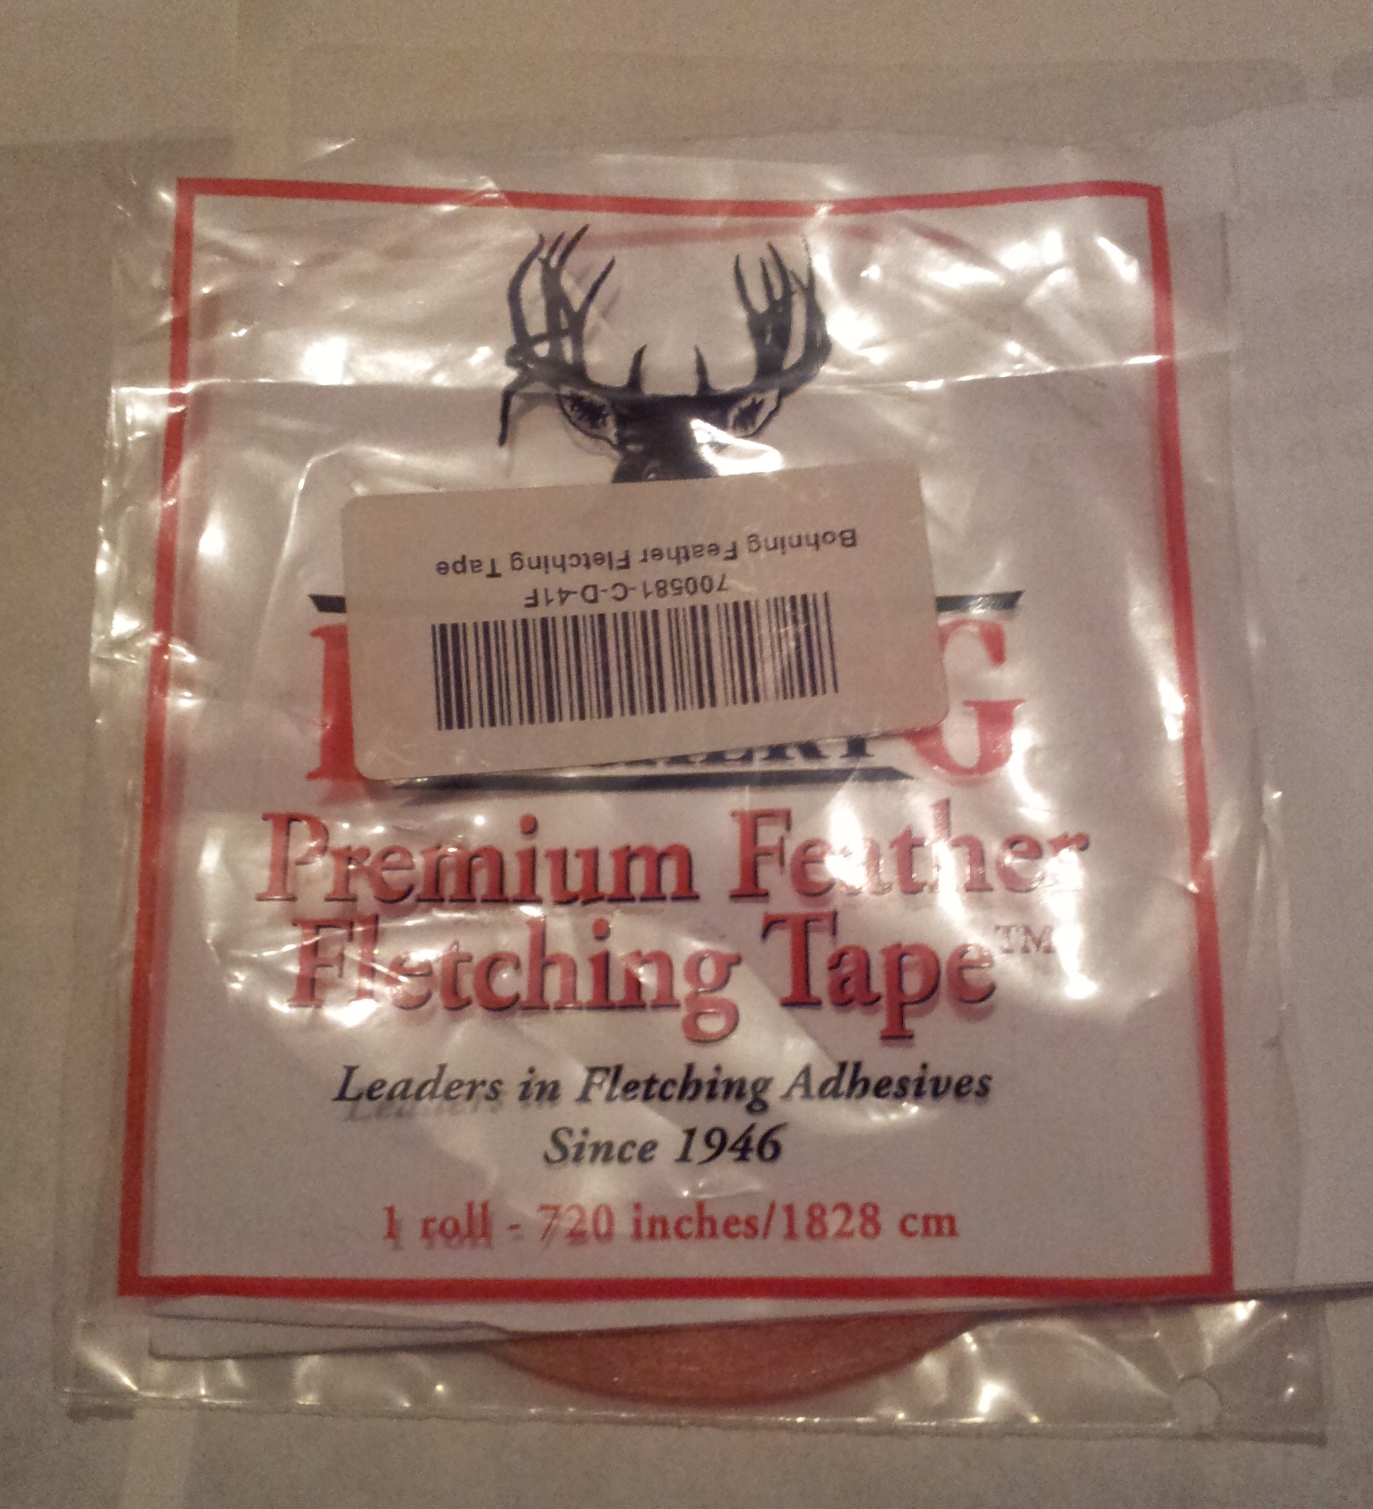 Bohning Feather Fletching Tape
700581-C-D-41F
G
Premium Feather
Fletching Tape™
Leaders in Fletching Adhesives
Since 1946
1 roll - 720 inches/1828 cm